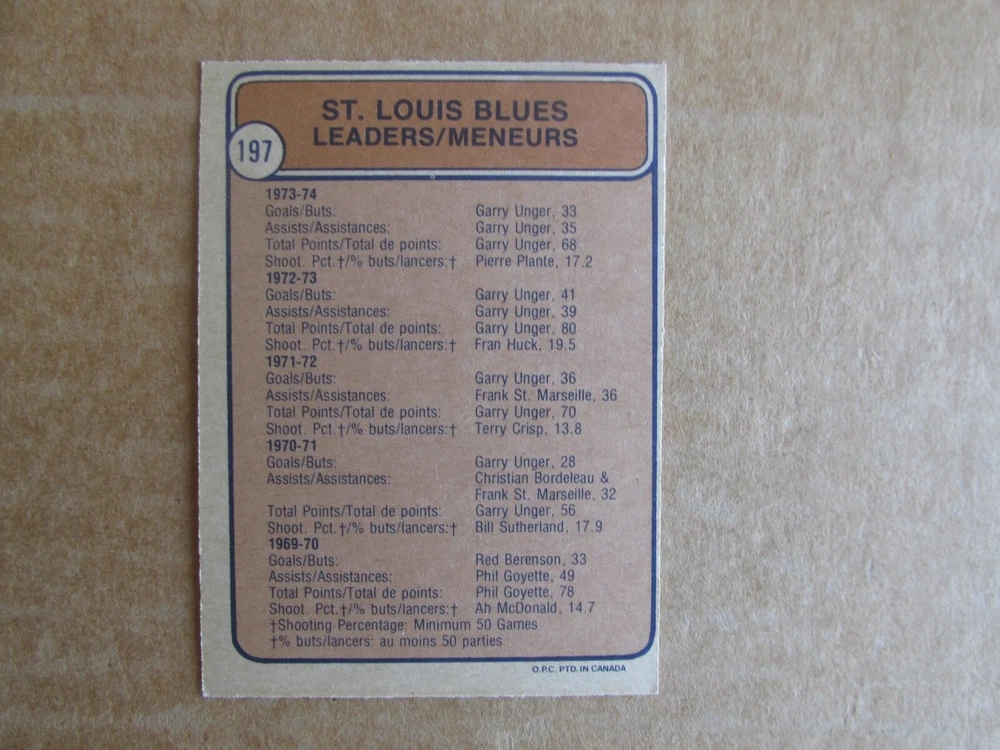 ST. LOUIS BLUES
LEADERS/MENEURS
197
1973-74
Goals/Buts: Garry Unger, 33
Assists/Assistances: Garry Unger, 35
Total Points/Total de points: Garry Unger, 68
Shoot. Pct.†/% buts/lancers:† Pierre Plante, 17.2
1972-73
Goals/Buts: Garry Unger, 41
Assists/Assistances: Garry Unger, 39
Total Points/Total de points: Garry Unger, 80
Shoot. Pct.†/% buts/lancers:† Fran Huck, 19.5
1971-72
Goals/Buts: Garry Unger, 36
Assists/Assistances: Frank St. Marseille, 36
Total Points/Total de points: Garry Unger, 70
Shoot. Pct.†/% buts/lancers:† Terry Crisp, 13.8
1970-71
Goals/Buts: Garry Unger, 28
Assists/Assistances: Christian Bordeleau &
Frank St. Marseille, 32
Total Points/Total de points: Garry Unger, 56
Shoot. Pct.†/% buts/lancers:† Bill Sutherland, 17.9
1969-70
Goals/Buts: Red Berenson, 33
Assists/Assistances: Phil Goyette, 49
Total Points/Total de points: Phil Goyette, 78
Shoot. Pct.†/% buts/lancers:† Ab McDonald, 14.7
†Shooting Percentage: Minimum 50 Games
†% buts/lancers: au moins 50 parties
O.P.C. PTD. IN CANADA